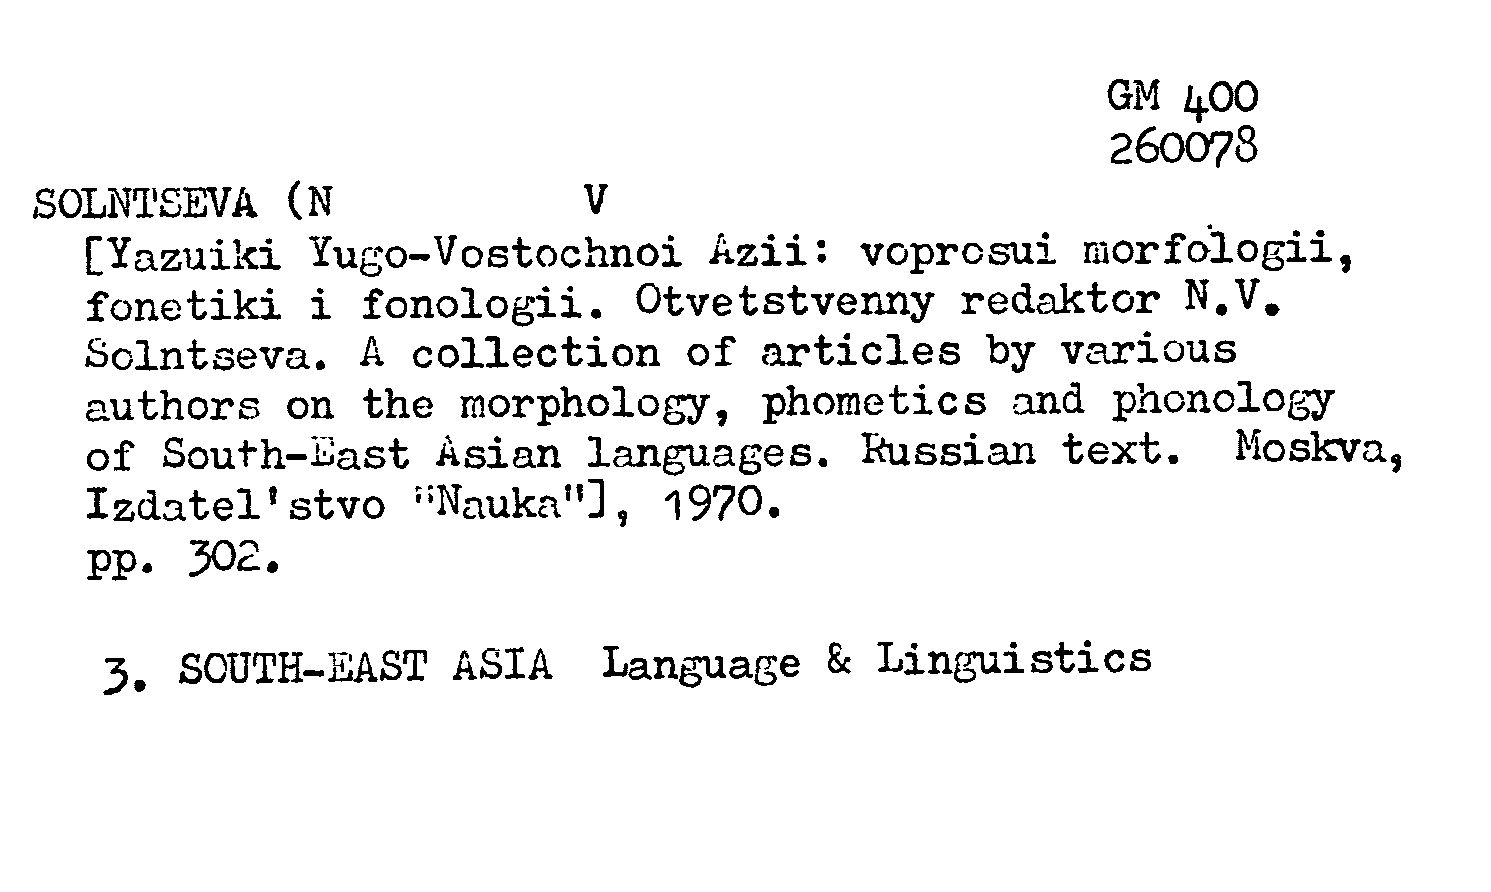 GM 400
260078
SOLNTSEVA (N V
[Yazuiki Yugo-Vostochnoi Azii: voprosui morfologii,
fonetiki i fonologii. Otvetstvenny redaktor N.V.
Solntseva. A collection of articles by various
authors on the morphology, phometics and phonology
of South-East Asian languages. Russian text. Moskva,
Izdatel'stvo "Nauka"], 1970.
pp. 302.
3. SOUTH-EAST ASIA Language & Linguistics